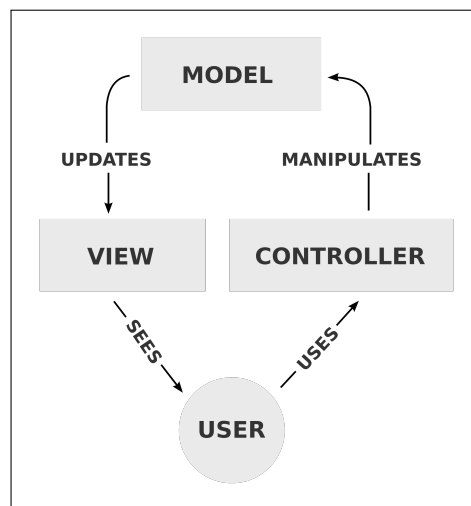 MODEL
UPDATES
MANIPULATES
VIEW
CONTROLLER
SEES
USES
USER